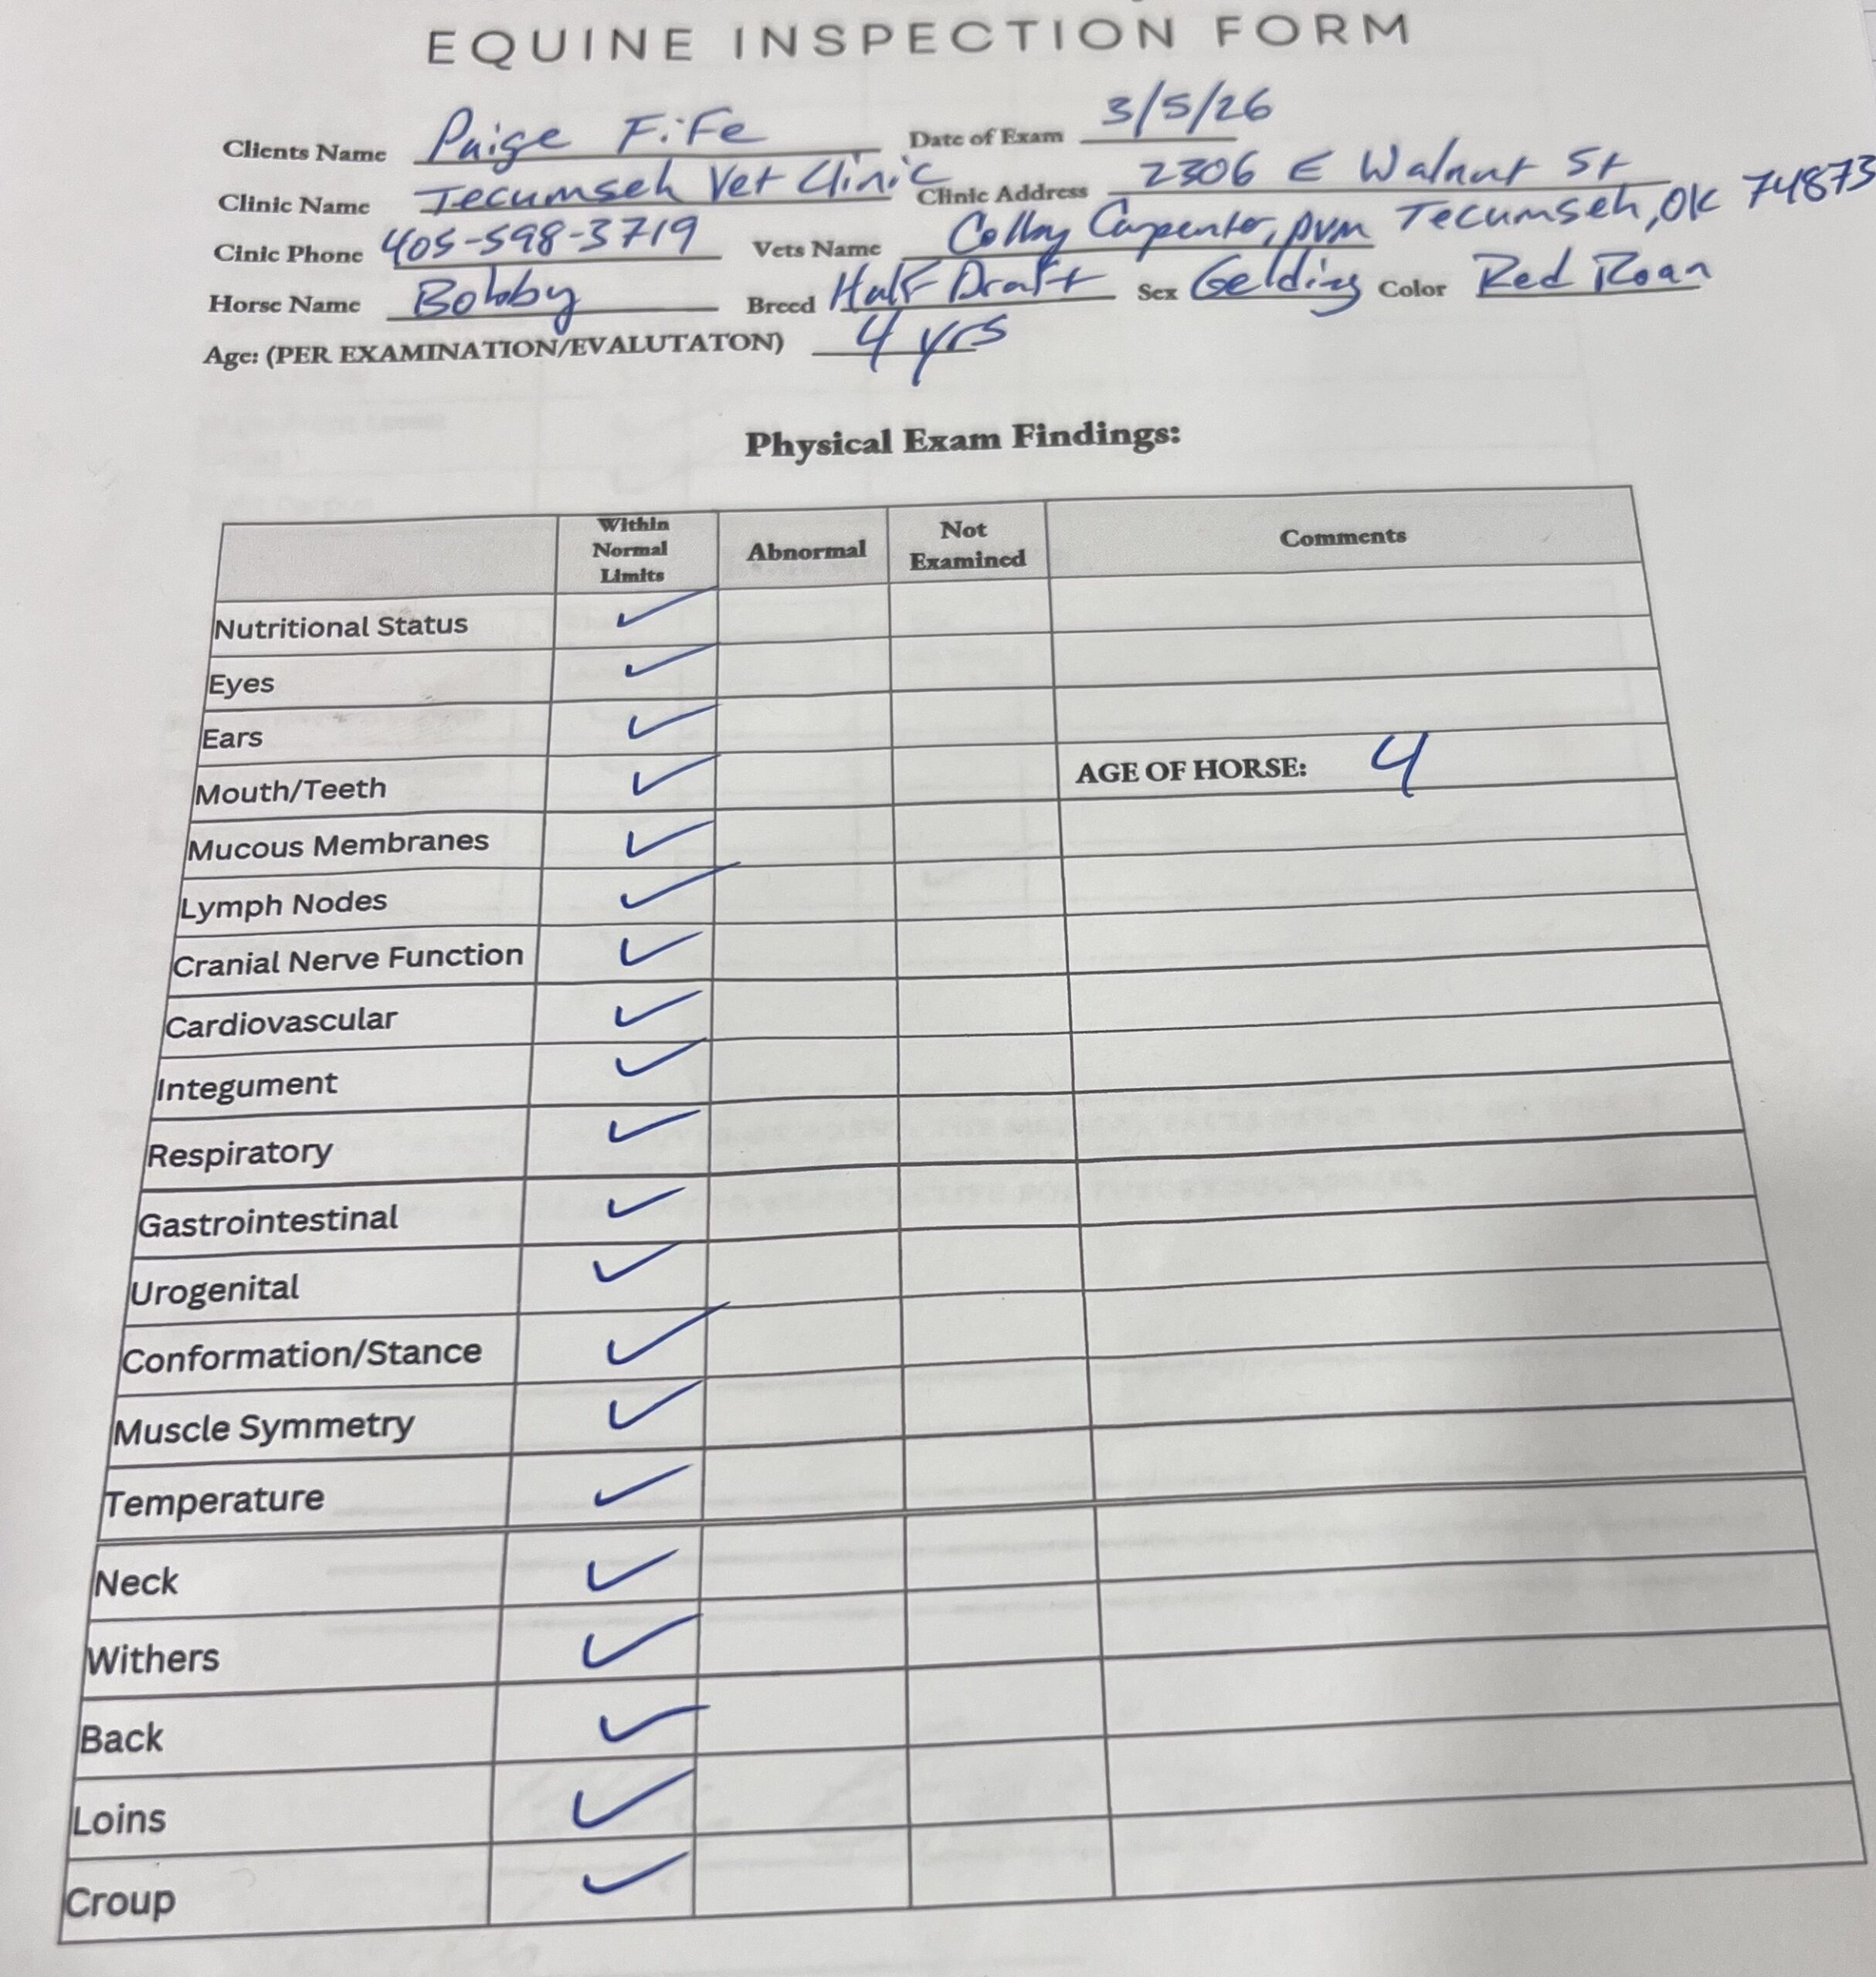 EQUINE INSPECTION FORM
Clients Name Paige Fife Date of Exam 3/5/26
Clinic Name Tecumseh Vet Clinic Clinic Address 2306 E Walnut St
Cinic Phone 405-598-3719 Vets Name Colby Carpenter, DVM Tecumseh, OK 74873
Horse Name Bobby Breed Half Draft Sex Gelding Color Red Roan
Age: (PER EXAMINATION/EVALUTATON) 4 yrs
Physical Exam Findings:
Within Normal Limits Abnormal Not Examined Comments
Nutritional Status ✓
Eyes ✓
Ears ✓
Mouth/Teeth ✓ AGE OF HORSE: 4
Mucous Membranes ✓
Lymph Nodes ✓
Cranial Nerve Function ✓
Cardiovascular ✓
Integument ✓
Respiratory ✓
Gastrointestinal ✓
Urogenital ✓
Conformation/Stance ✓
Muscle Symmetry ✓
Temperature ✓
Neck ✓
Withers ✓
Back ✓
Loins ✓
Croup ✓